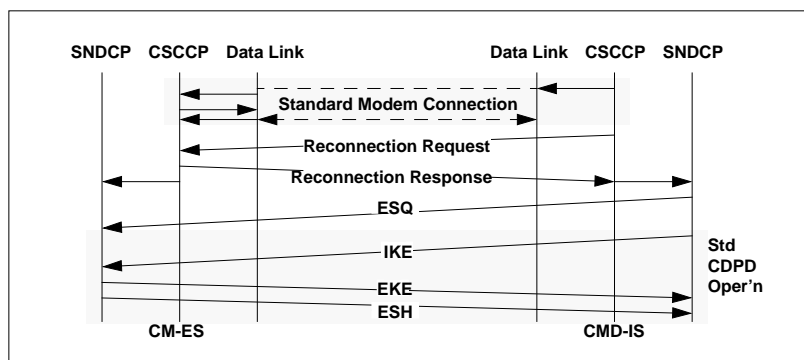 SNDCP CSCCP Data Link Data Link CSCCP SNDCP
Standard Modem Connection
Reconnection Request
Reconnection Response
ESQ
IKE
Std
CDPD
Oper'n
EKE
ESH
CM-ES CMD-IS